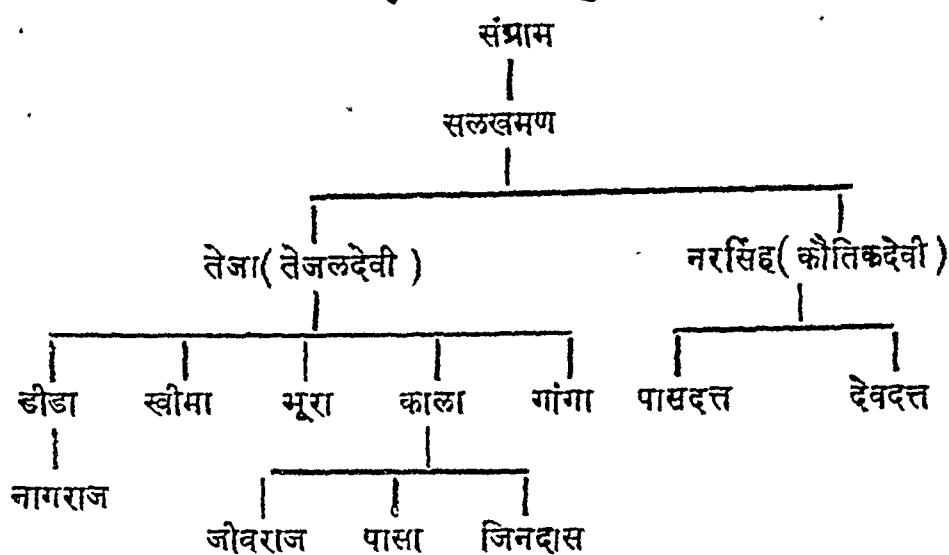 संग्राम
सलखमण
तेजा(तेजलदेवी) नरसिंह(कौतिकदेवी)
डीडा खीमा भूरा काला गांगा पासदत्त देवदत्त
नागराज
जीवराज पासा जिनदास